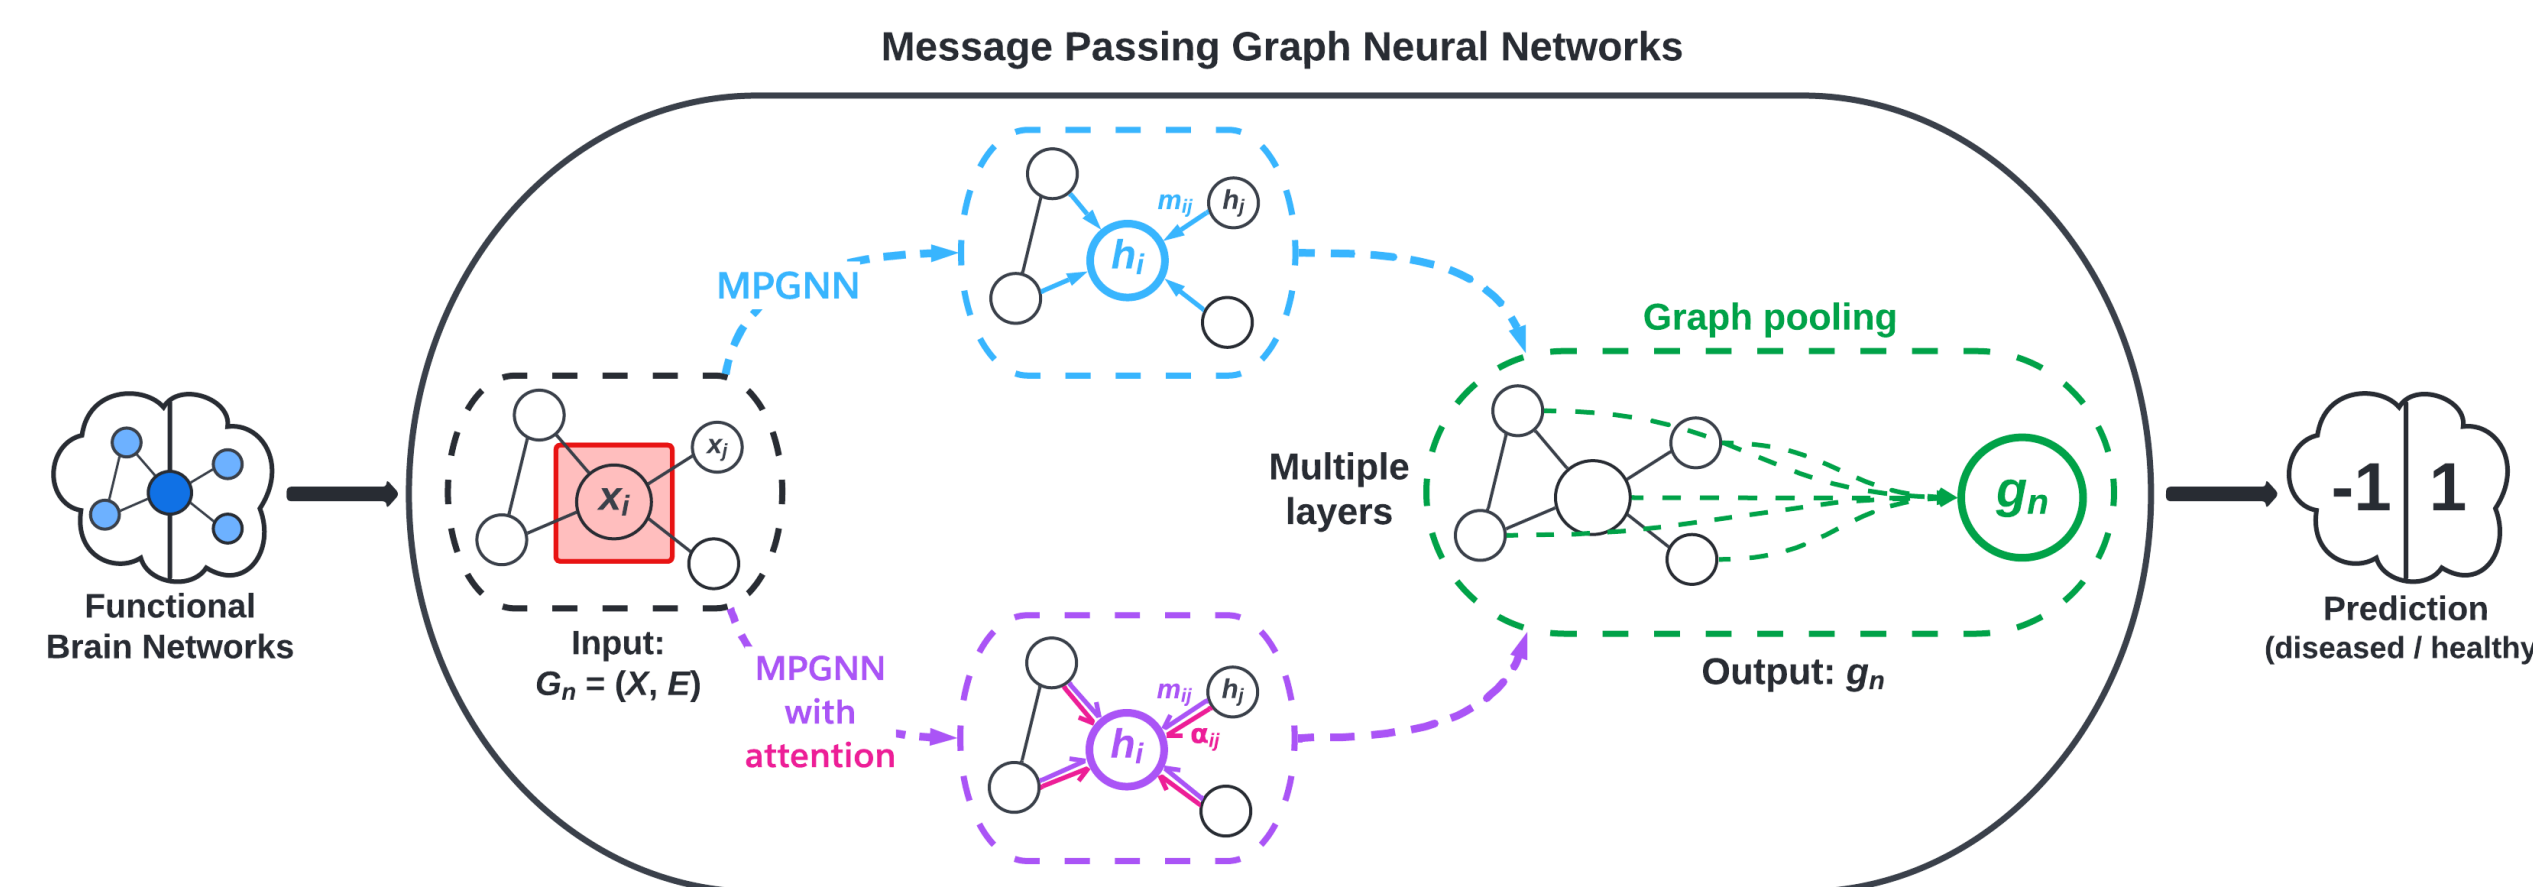 Message Passing Graph Neural Networks
mij
hj
hi
MPGNN
Graph pooling
xj
xi
Multiple
layers
gn
-1 1
Functional
Brain Networks
Input:
Gn = (X, E)
MPGNN
with
attention
mij
hj
αij
hi
Output: gn
Prediction
(diseased / healthy